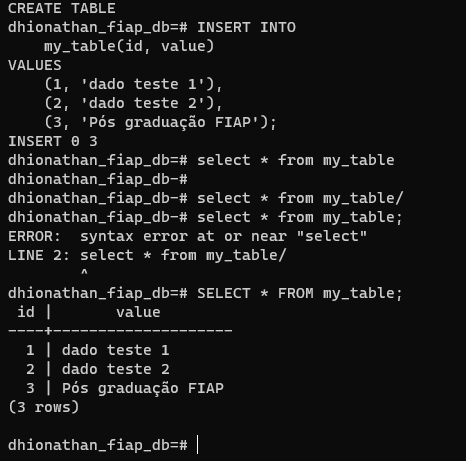 CREATE TABLE
dhionathan_fiap_db=# INSERT INTO
    my_table(id, value)
VALUES
    (1, 'dado teste 1'),
    (2, 'dado teste 2'),
    (3, 'Pós graduação FIAP');
INSERT 0 3
dhionathan_fiap_db=# select * from my_table
dhionathan_fiap_db-#
dhionathan_fiap_db-# select * from my_table/
dhionathan_fiap_db-# select * from my_table;
ERROR:  syntax error at or near "select"
LINE 2: select * from my_table/
        ^
dhionathan_fiap_db=# SELECT * FROM my_table;
 id |       value
----+--------------------
  1 | dado teste 1
  2 | dado teste 2
  3 | Pós graduação FIAP
(3 rows)

dhionathan_fiap_db=#